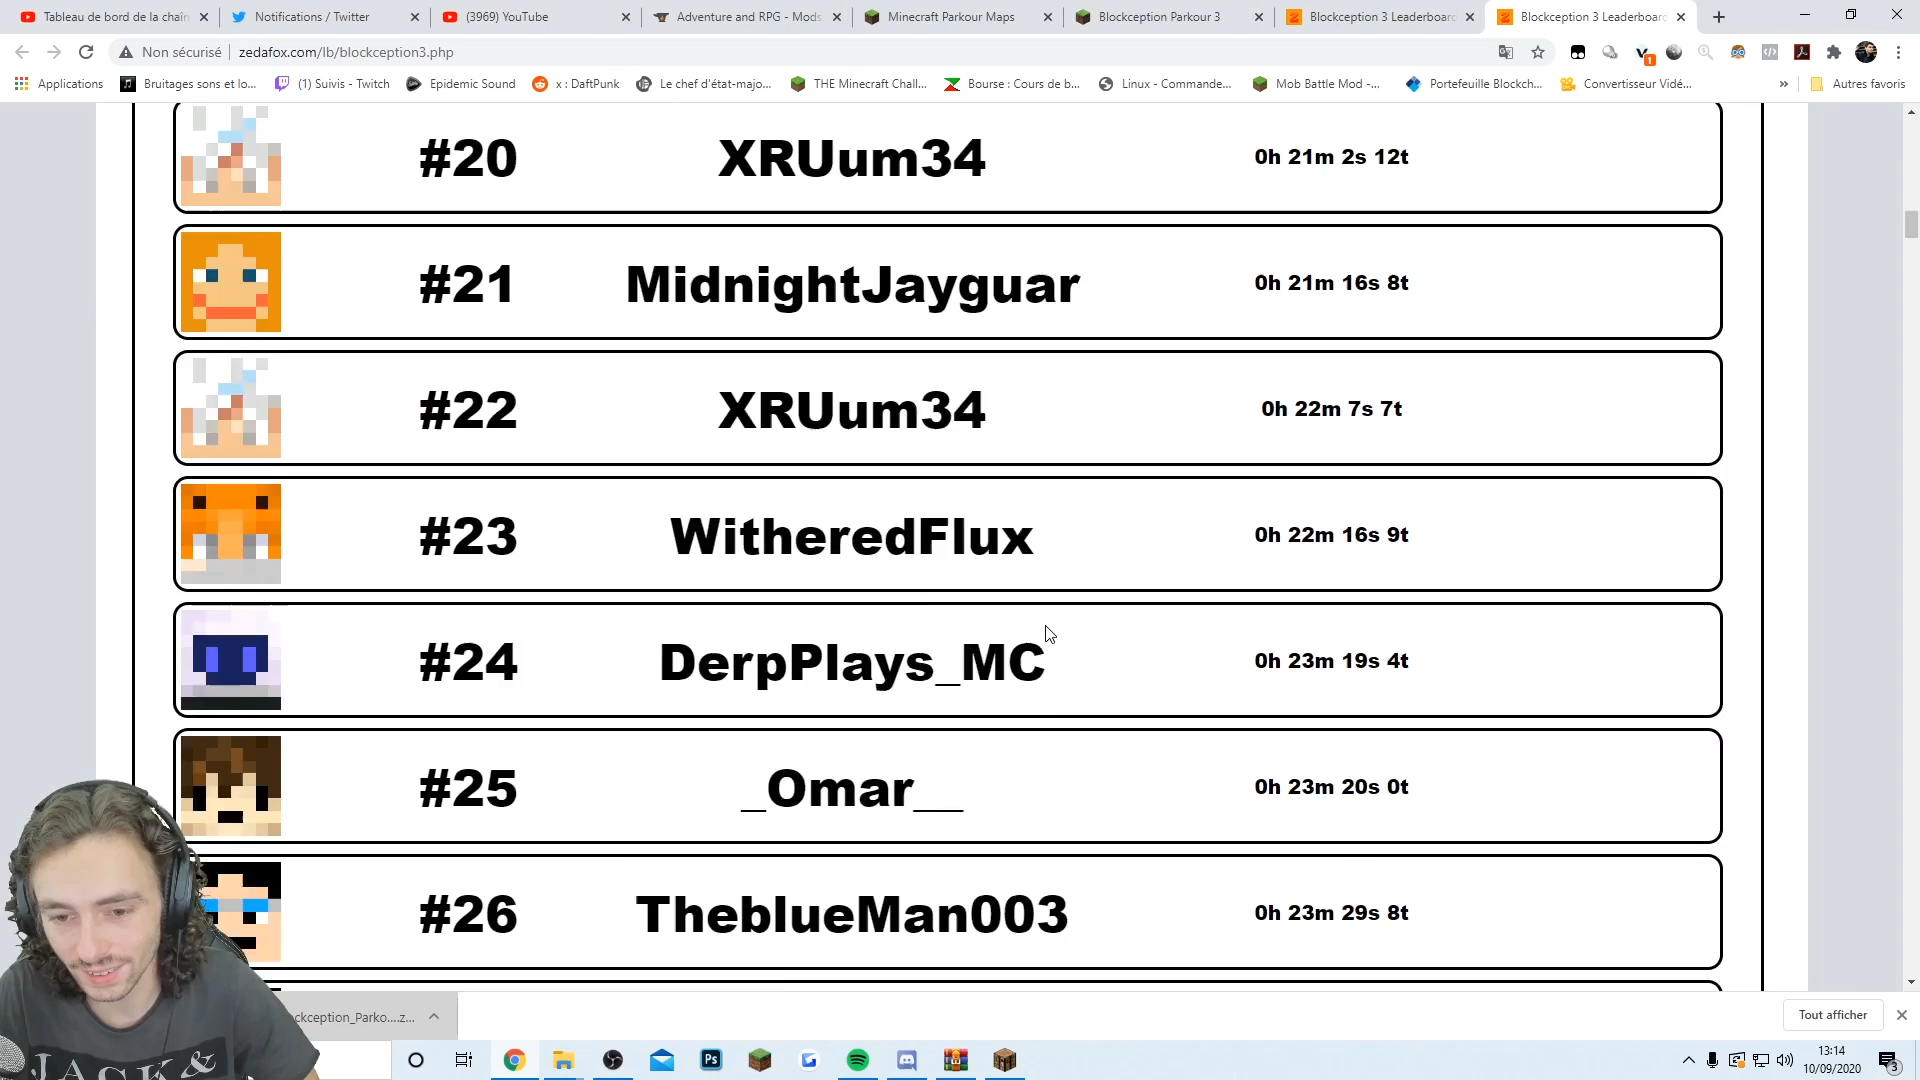 Tableau de bord de la chaîn
Notifications / Twitter
(3969) YouTube
Adventure and RPG - Mods
Minecraft Parkour Maps
Blockception Parkour 3
Blockception 3 Leaderboard
Blockception 3 Leaderboard
Non sécurisé
zedafox.com/lb/blockception3.php
Applications
Bruitages sons et lo...
(1) Suivis - Twitch
Epidemic Sound
x : DaftPunk
Le chef d'état-majo...
THE Minecraft Chall...
Bourse : Cours de b...
Linux - Commande...
Mob Battle Mod -...
Portefeuille Blockch...
Convertisseur Vidé...
»
Autres favoris
#20 XRUum34 0h 21m 2s 12t
#21 MidnightJayguar 0h 21m 16s 8t
#22 XRUum34 0h 22m 7s 7t
#23 WitheredFlux 0h 22m 16s 9t
#24 DerpPlays_MC 0h 23m 19s 4t
#25 _Omar__ 0h 23m 20s 0t
#26 TheblueMan003 0h 23m 29s 8t
ckception_Parko....z...
Tout afficher
JACK &
Ps
13:14
10/09/2020
3